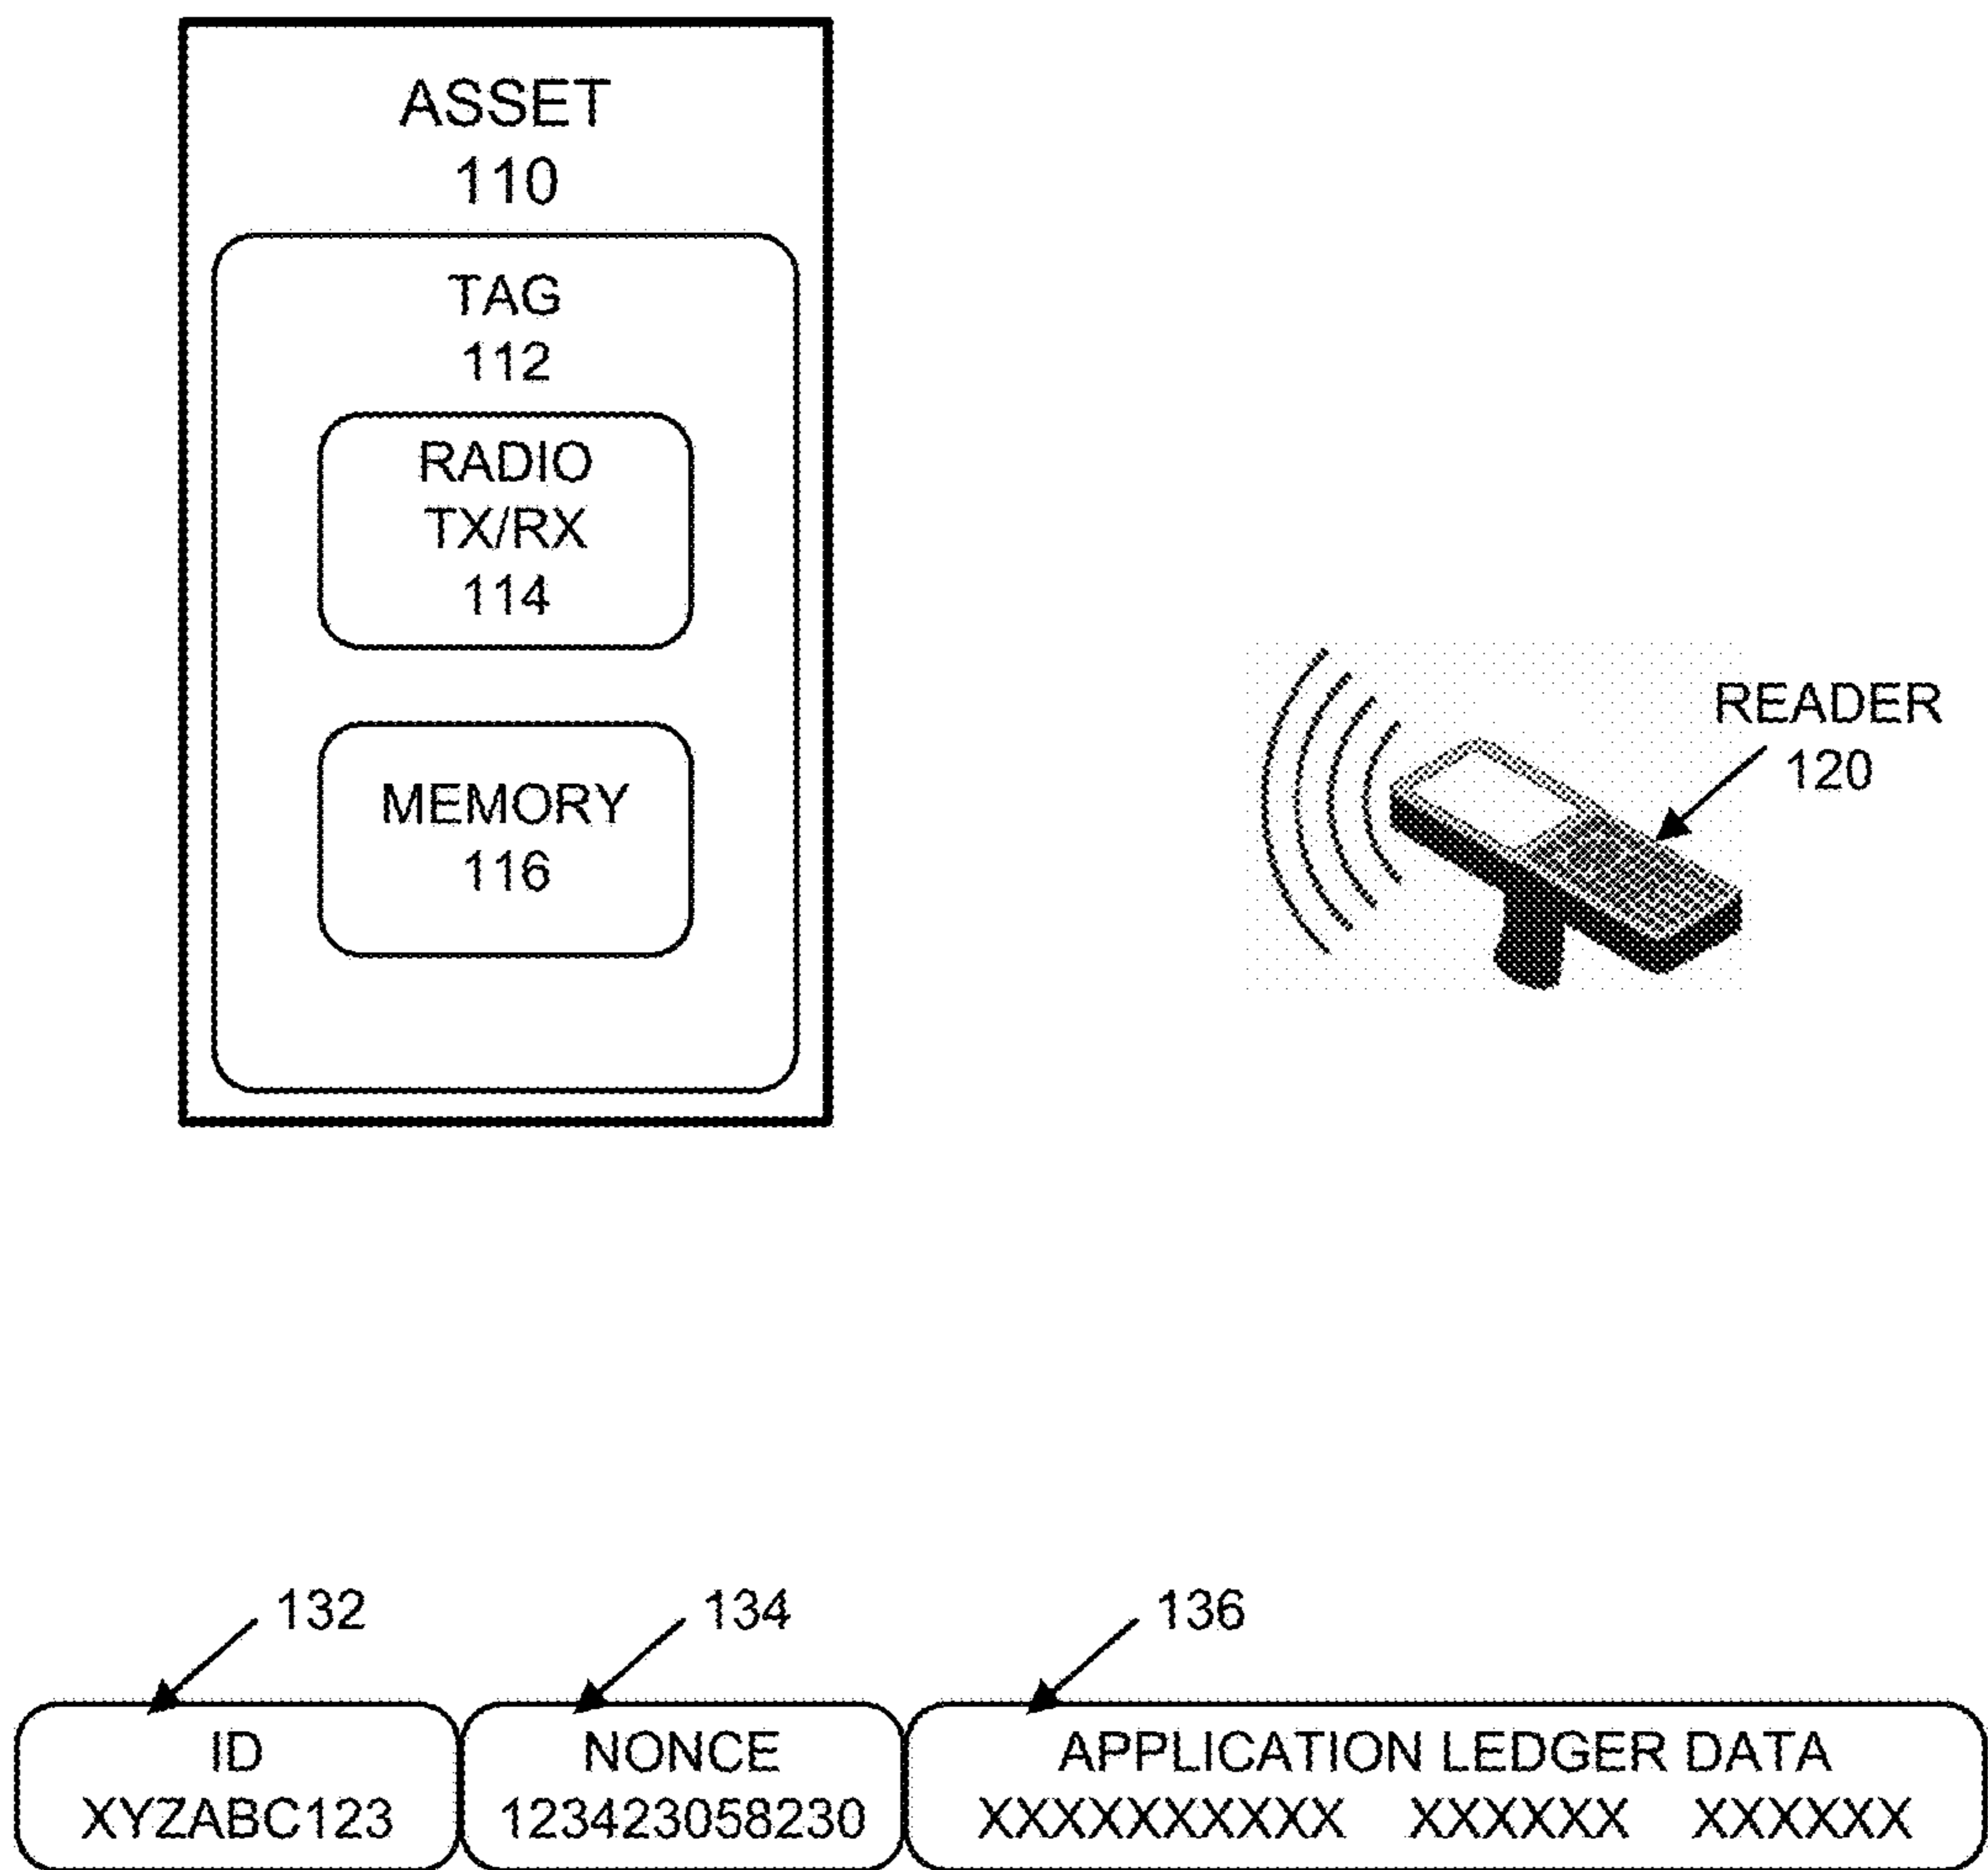 ASSET
110
TAG
112
RADIO
TX/RX
114
MEMORY
116
READER
120
132
134
136
ID
XYZABC123
NONCE
123423058230
APPLICATION LEDGER DATA
XXXXXXXXXX XXXXXX XXXXXX